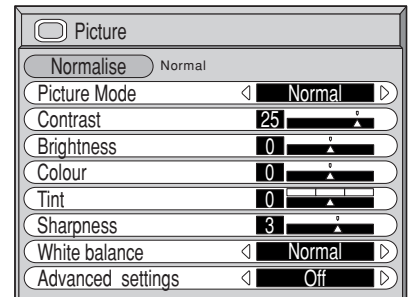 Picture
Normalise Normal
Picture Mode Normal
Contrast 25
Brightness 0
Colour 0
Tint 0
Sharpness 3
White balance Normal
Advanced settings Off